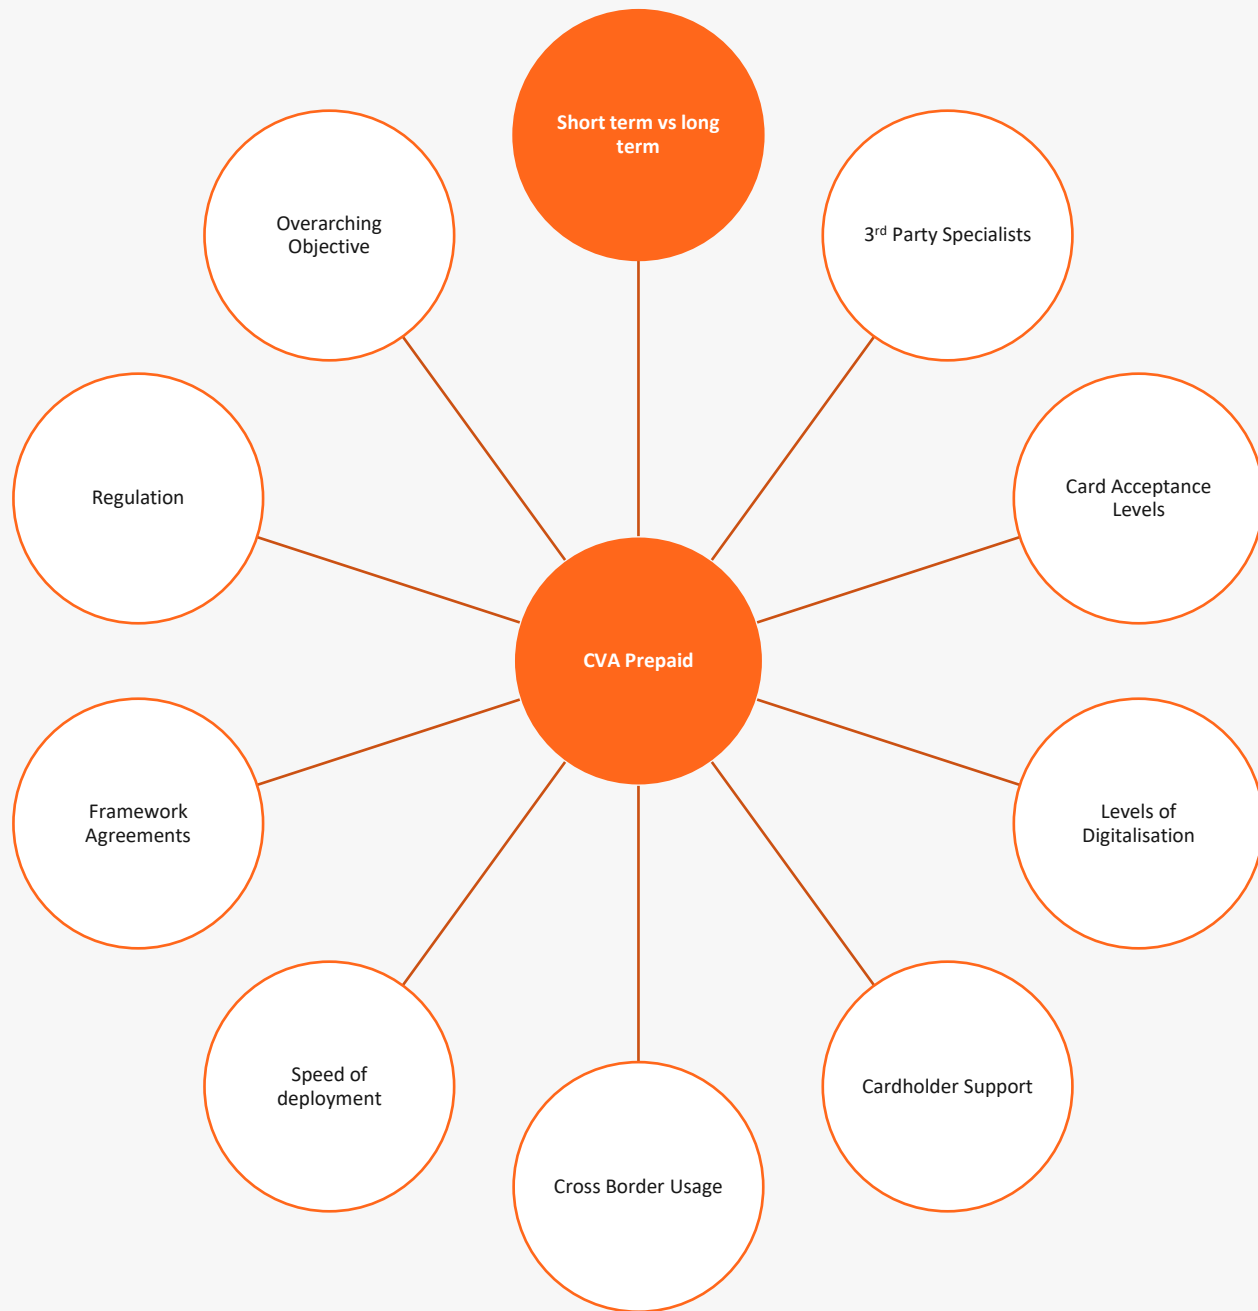 Short term vs long
term
3rd Party Specialists
Card Acceptance
Levels
Levels of
Digitalisation
Cardholder Support
Cross Border Usage
Speed of
deployment
Framework
Agreements
Regulation
Overarching
Objective
CVA Prepaid